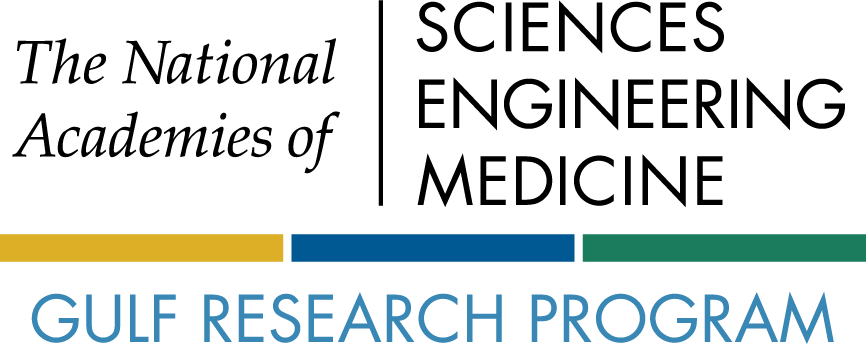 The National
Academies of
SCIENCES
ENGINEERING
MEDICINE
GULF RESEARCH PROGRAM